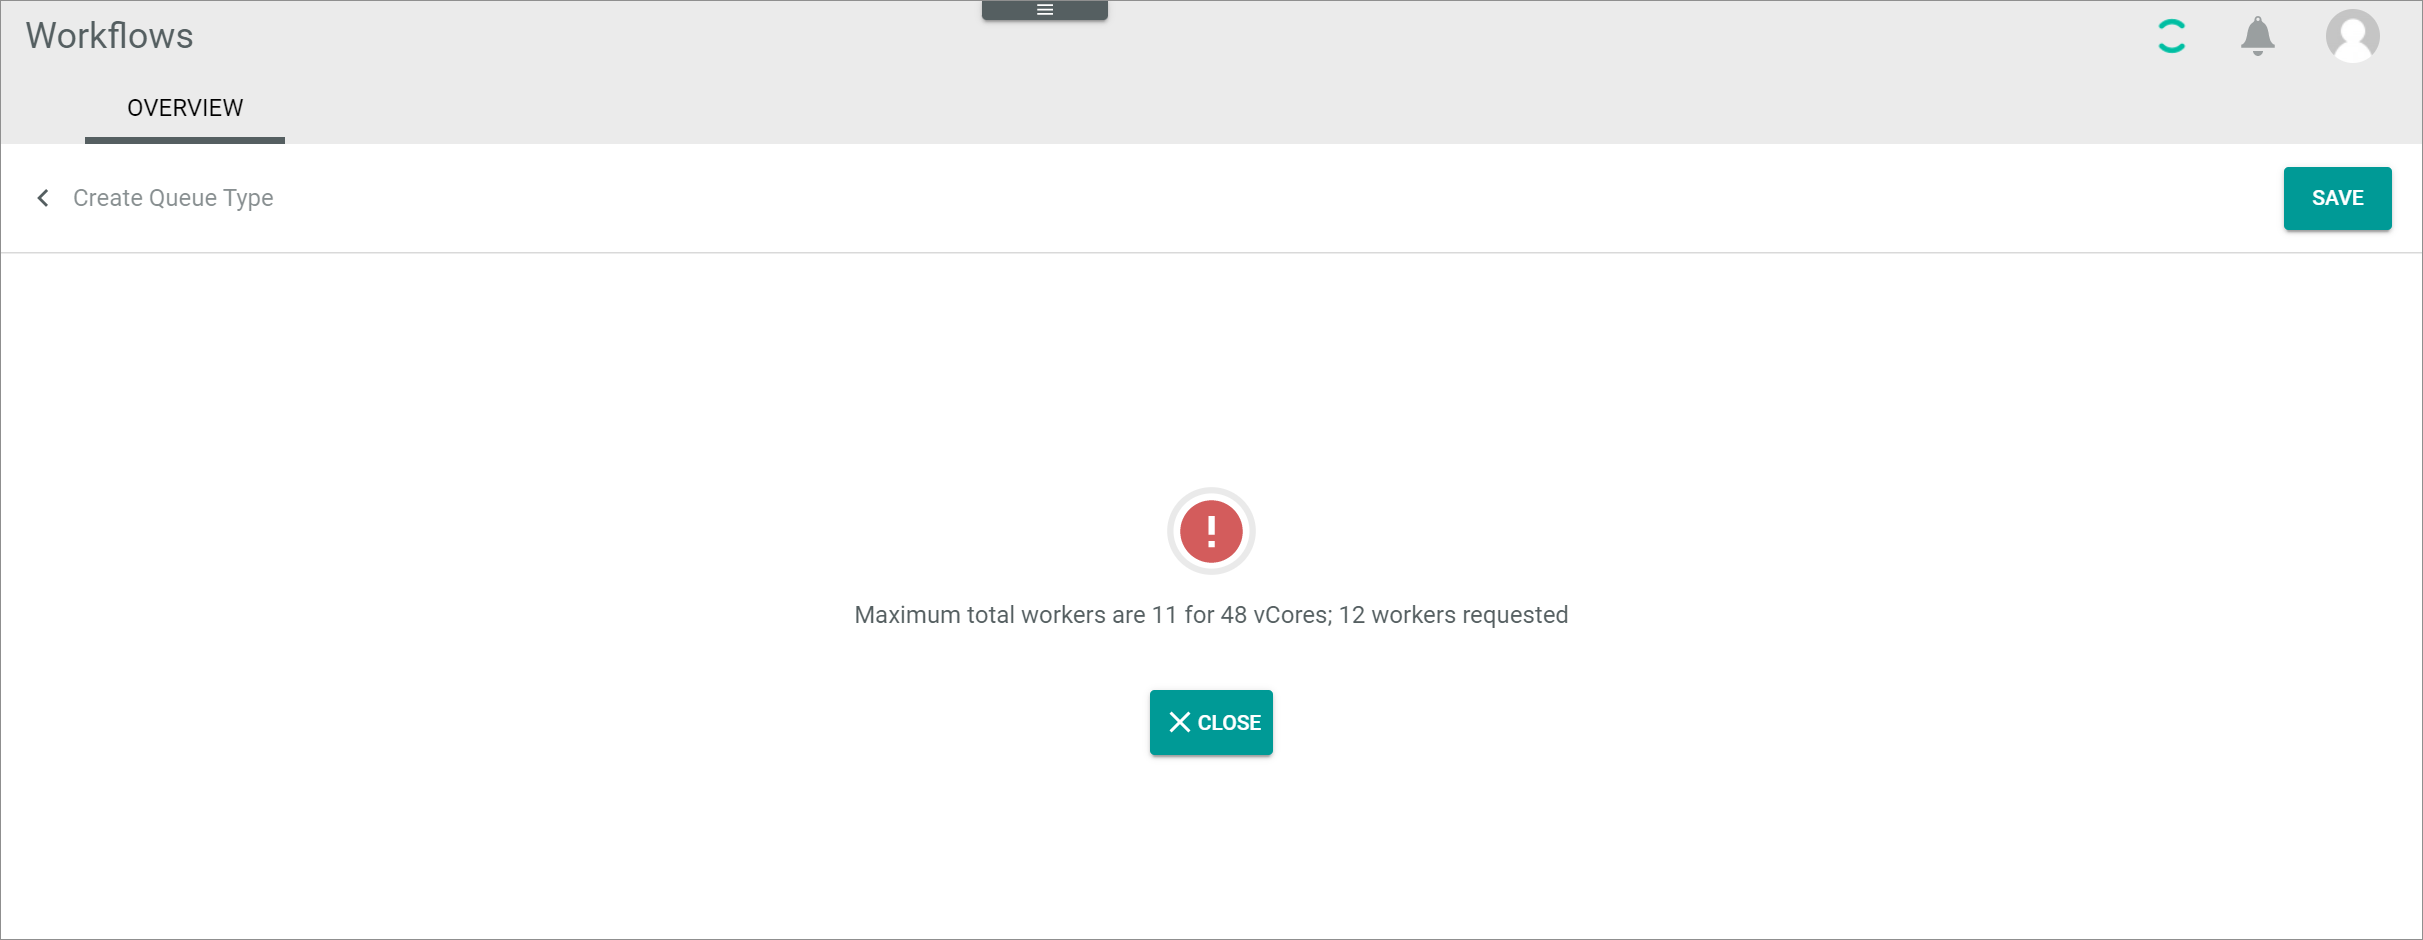 Workflows
OVERVIEW
Create Queue Type
SAVE
Maximum total workers are 11 for 48 vCores; 12 workers requested
CLOSE